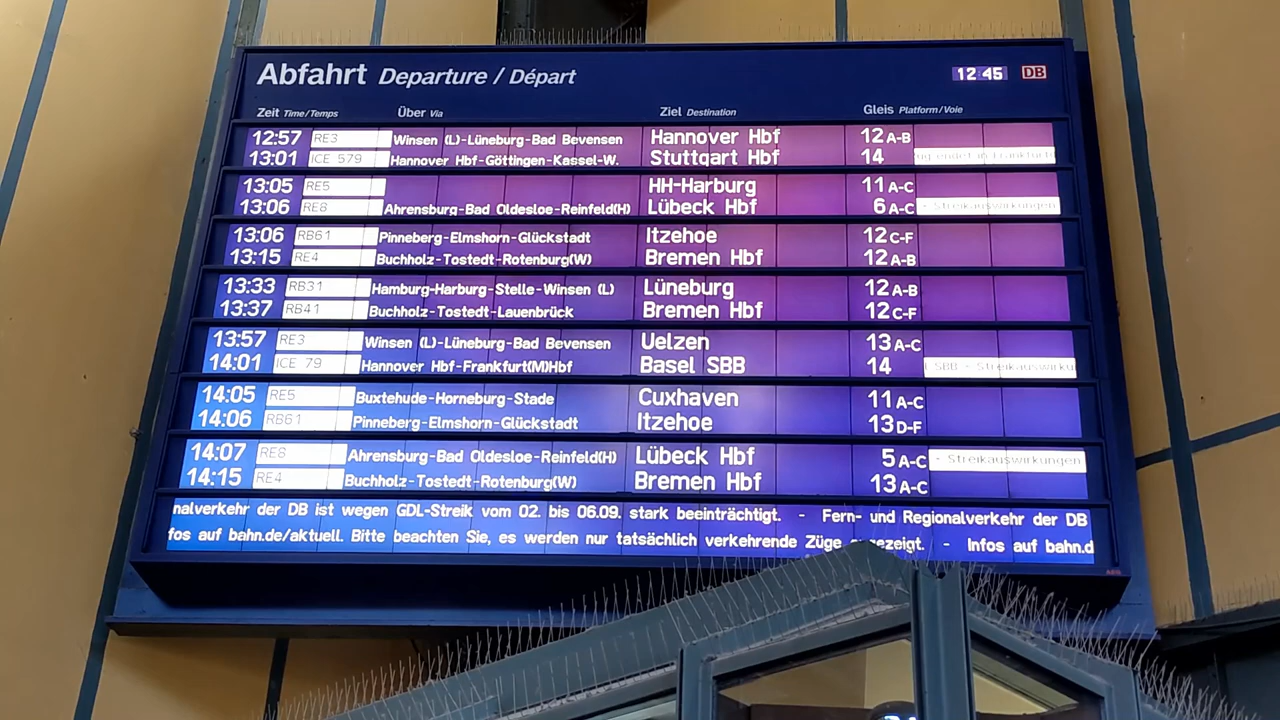 Abfahrt Departure / Départ 12 45 DB
Zeit Time/Temps Über Via Ziel Destination Gleis Platform/Voie
12:57 RE3 Winsen (L)-Lüneburg-Bad Bevensen Hannover Hbf 12 A-B
13:01 ICE 579 Hannover Hbf-Göttingen-Kassel-W. Stuttgart Hbf 14 endet in Frankfurt
13:05 RE5 HH-Harburg 11 A-C
13:06 RE8 Ahrensburg-Bad Oldesloe-Reinfeld(H) Lübeck Hbf 6 A-C - Streikauswirkungen
13:06 RB61 Pinneberg-Elmshorn-Glückstadt Itzehoe 12 C-F
13:15 RE4 Buchholz-Tostedt-Rotenburg(W) Bremen Hbf 12 A-B
13:33 RB31 Hamburg-Harburg-Stelle-Winsen (L) Lüneburg 12 A-B
13:37 RB41 Buchholz-Tostedt-Lauenbrück Bremen Hbf 12 C-F
13:57 RE3 Winsen (L)-Lüneburg-Bad Bevensen Uelzen 13 A-C
14:01 ICE 79 Hannover Hbf-Frankfurt(M)Hbf Basel SBB 14 SBB - Streikauswirku
14:05 RE5 Buxtehude-Horneburg-Stade Cuxhaven 11 A-C
14:06 RB61 Pinneberg-Elmshorn-Glückstadt Itzehoe 13 D-F
14:07 RE8 Ahrensburg-Bad Oldesloe-Reinfeld(H) Lübeck Hbf 5 A-C - Streikauswirkungen
14:15 RE4 Buchholz-Tostedt-Rotenburg(W) Bremen Hbf 13 A-C
nalverkehr der DB ist wegen GDL-Streik vom 02. bis 06.09. stark beeinträchtigt. - Fern- und Regionalverkehr der DB
fos auf bahn.de/aktuell. Bitte beachten Sie, es werden nur tatsächlich verkehrende Züge angezeigt. - Infos auf bahn.d